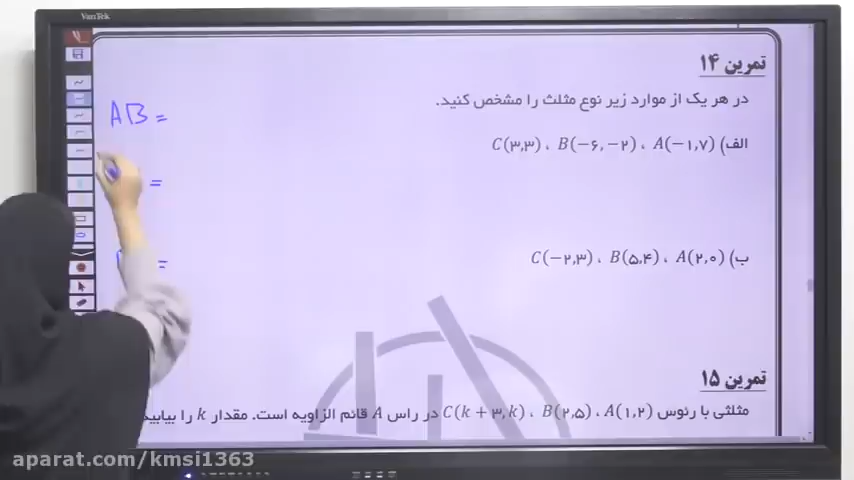 VanTek
تمرین ۱۴
در هر یک از موارد زیر نوع مثلث را مشخص کنید.
الف) A(−۱,۷) ، B(−۶,−۲) ، C(۳,۳)
AB =
=
ب) A(۲,۰) ، B(۵,۴) ، C(−۲,۳)
=
تمرین ۱۵
مثلثی با رئوس A(۱,۲) ، B(۲,۵) ، C(k + ۳,k) در راس A قائم الزاویه است. مقدار k را بیابید
aparat.com/kmsi1363